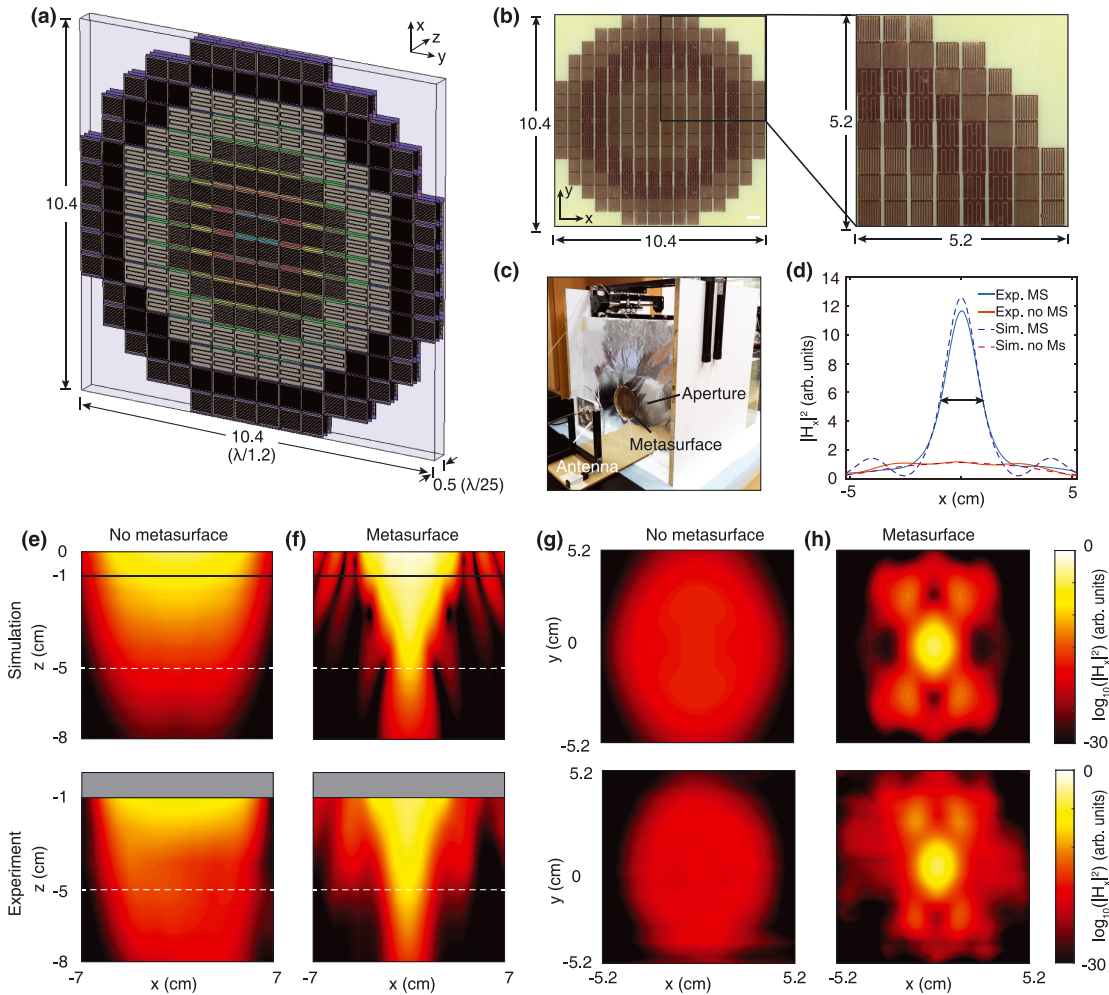 (a)
x
z
y
10.4
10.4
(λ/1.2)
0.5 (λ/25)
(b)
10.4
y
x
10.4
5.2
5.2
(c)
Aperture
Metasurface
Antenna
(d)
|Hx|2 (arb. units)
14
12
10
8
6
4
2
0
Exp. MS
Exp. no MS
Sim. MS
Sim. no Ms
-5
0
5
x (cm)
(e)
No metasurface
(f)
Metasurface
(g)
No metasurface
(h)
Metasurface
Simulation
z (cm)
0
-1
-5
-8
y (cm)
5.2
0
-5.2
0
-30
log10(|Hx|2) (arb. units)
Experiment
z (cm)
-1
-5
-8
-7
7
x (cm)
-7
7
x (cm)
y (cm)
5.2
0
-5.2
-5.2
5.2
x (cm)
-5.2
5.2
x (cm)
0
-30
log10(|Hx|2) (arb. units)